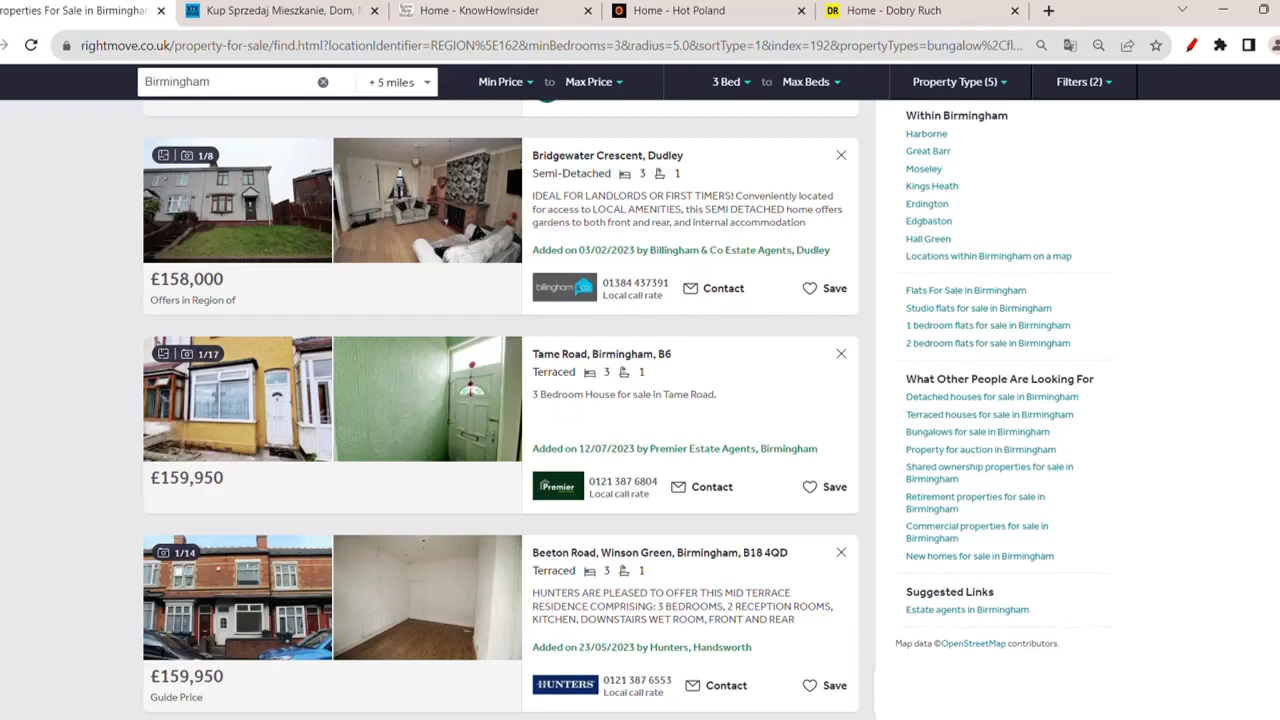 roperties For Sale in Birmingha
Kup Sprzedaj Mieszkanie, Dom,
Home - KnowHowInsider
Home - Hot Poland
DR
Home - Dobry Ruch
rightmove.co.uk/property-for-sale/find.html?locationIdentifier=REGION%5E162&minBedrooms=3&radius=5.0&sortType=1&index=192&propertyTypes=bungalow%2Cfl...
Birmingham
+ 5 miles
Min Price to Max Price
3 Bed to Max Beds
Property Type (5)
Filters (2)
1/8
Bridgewater Crescent, Dudley
Semi-Detached 3 1
IDEAL FOR LANDLORDS OR FIRST TIMERS! Conveniently located
for access to LOCAL AMENITIES, this SEMI DETACHED home offers
gardens to both front and rear, and internal accommodation
Added on 03/02/2023 by Billingham & Co Estate Agents, Dudley
£158,000
Offers in Region of
billingham
01384 437391
Local call rate
Contact
Save
1/17
Tame Road, Birmingham, B6
Terraced 3 1
3 Bedroom House for sale in Tame Road.
Added on 12/07/2023 by Premier Estate Agents, Birmingham
£159,950
Premier
0121 387 6804
Local call rate
Contact
Save
1/14
Beeton Road, Winson Green, Birmingham, B18 4QD
Terraced 3 1
HUNTERS ARE PLEASED TO OFFER THIS MID TERRACE
RESIDENCE COMPRISING: 3 BEDROOMS, 2 RECEPTION ROOMS,
KITCHEN, DOWNSTAIRS WET ROOM, FRONT AND REAR
Added on 23/05/2023 by Hunters, Handsworth
£159,950
Guide Price
HUNTERS
0121 387 6553
Local call rate
Contact
Save
Within Birmingham
Harborne
Great Barr
Moseley
Kings Heath
Erdington
Edgbaston
Hall Green
Locations within Birmingham on a map
Flats For Sale in Birmingham
Studio flats for sale in Birmingham
1 bedroom flats for sale in Birmingham
2 bedroom flats for sale in Birmingham
What Other People Are Looking For
Detached houses for sale in Birmingham
Terraced houses for sale in Birmingham
Bungalows for sale in Birmingham
Property for auction in Birmingham
Shared ownership properties for sale in
Birmingham
Retirement properties for sale in
Birmingham
Commercial properties for sale in
Birmingham
New homes for sale in Birmingham
Suggested Links
Estate agents in Birmingham
Map data ©OpenStreetMap contributors.